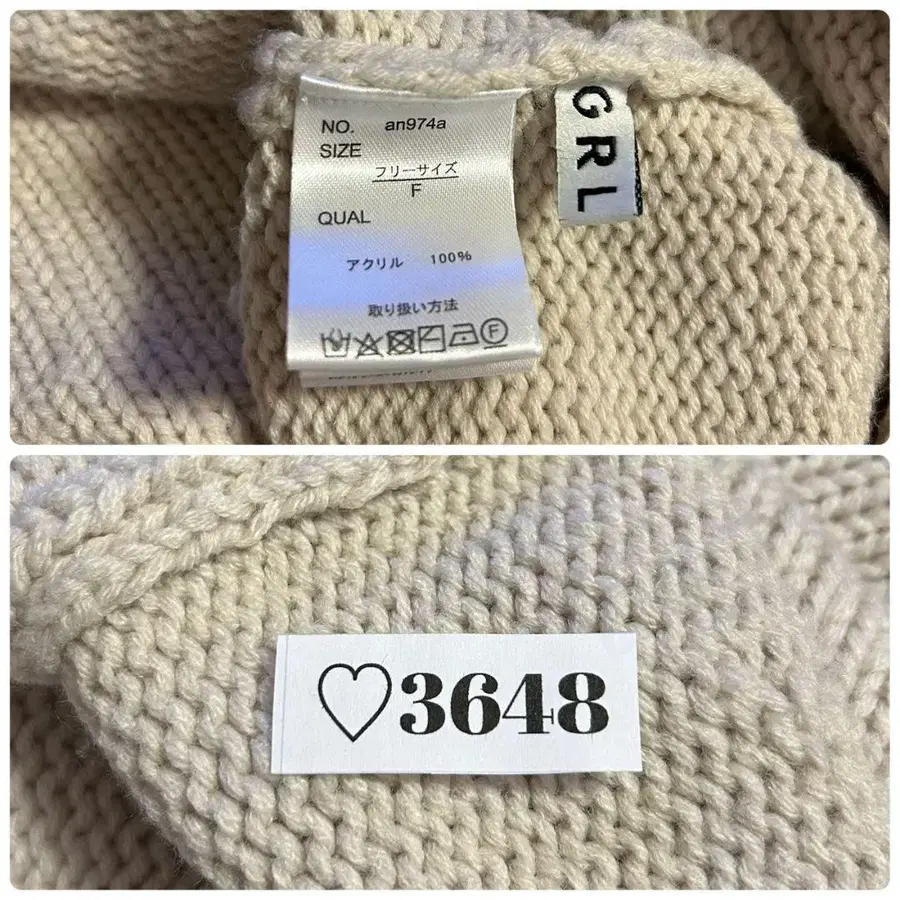 NO. an974a
SIZE
フリーサイズ
F
QUAL
アクリル 100%
取り扱い方法
F
GRL
♡3648